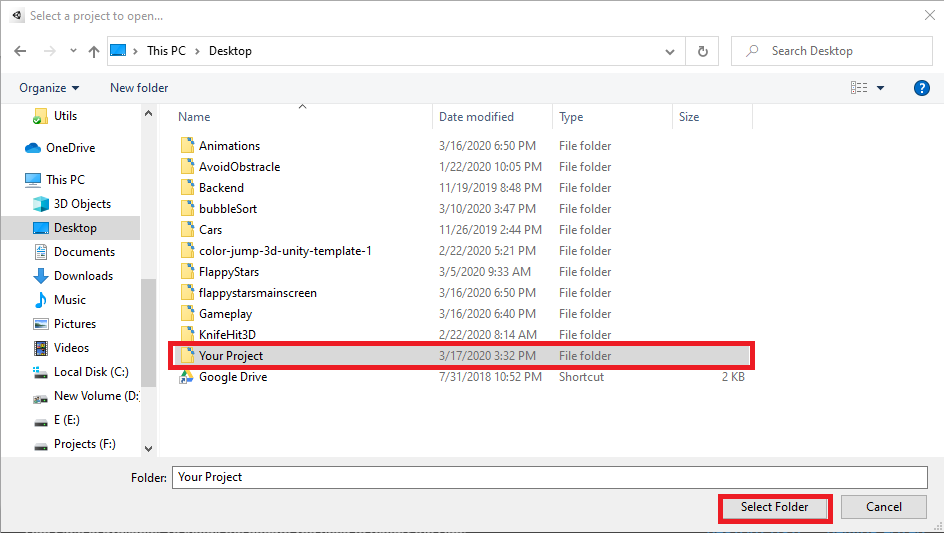 Select a project to open...
This PC > Desktop
Search Desktop
Organize
New folder
?
Utils
OneDrive
This PC
3D Objects
Desktop
Documents
Downloads
Music
Pictures
Videos
Local Disk (C:)
New Volume (D:
E (E:)
Projects (F:)
Name Date modified Type Size
Animations 3/16/2020 6:50 PM File folder
AvoidObstracle 1/22/2020 10:05 PM File folder
Backend 11/19/2019 8:48 PM File folder
bubbleSort 3/10/2020 3:47 PM File folder
Cars 11/26/2019 2:44 PM File folder
color-jump-3d-unity-template-1 2/22/2020 5:21 PM File folder
FlappyStars 3/5/2020 9:33 AM File folder
flappystarsmainscreen 3/16/2020 6:50 PM File folder
Gameplay 3/16/2020 6:40 PM File folder
KnifeHit3D 2/22/2020 8:14 AM File folder
Your Project 3/17/2020 3:32 PM File folder
Google Drive 7/31/2018 10:52 PM Shortcut 2 KB
Folder: Your Project
Select Folder
Cancel